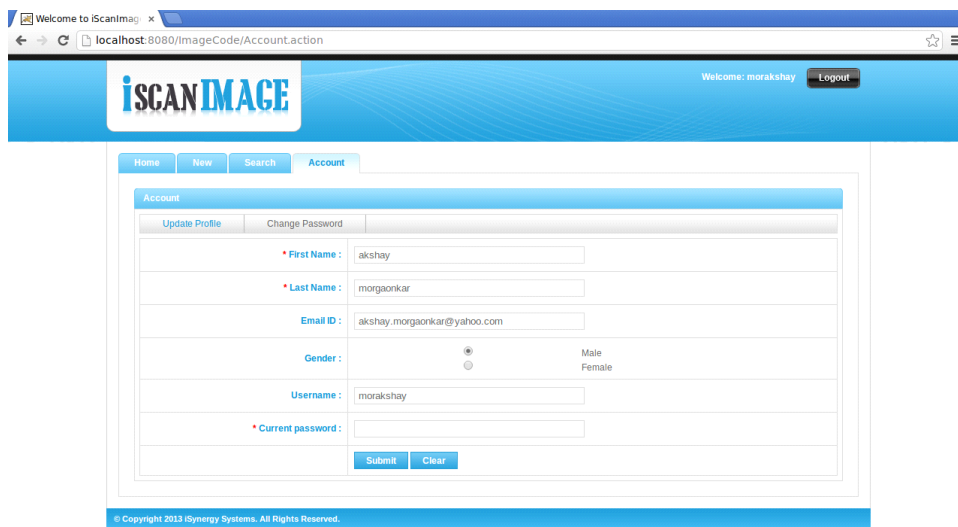 Welcome to iScanImag
localhost:8080/ImageCode/Account.action
iSCAN IMAGE
Welcome: morakshay
Logout
Home New Search Account
Account
Update Profile Change Password
* First Name : akshay
* Last Name : morgaonkar
Email ID : akshay.morgaonkar@yahoo.com
Gender : Male
Female
Username : morakshay
* Current password :
Submit Clear
© Copyright 2013 iSynergy Systems. All Rights Reserved.